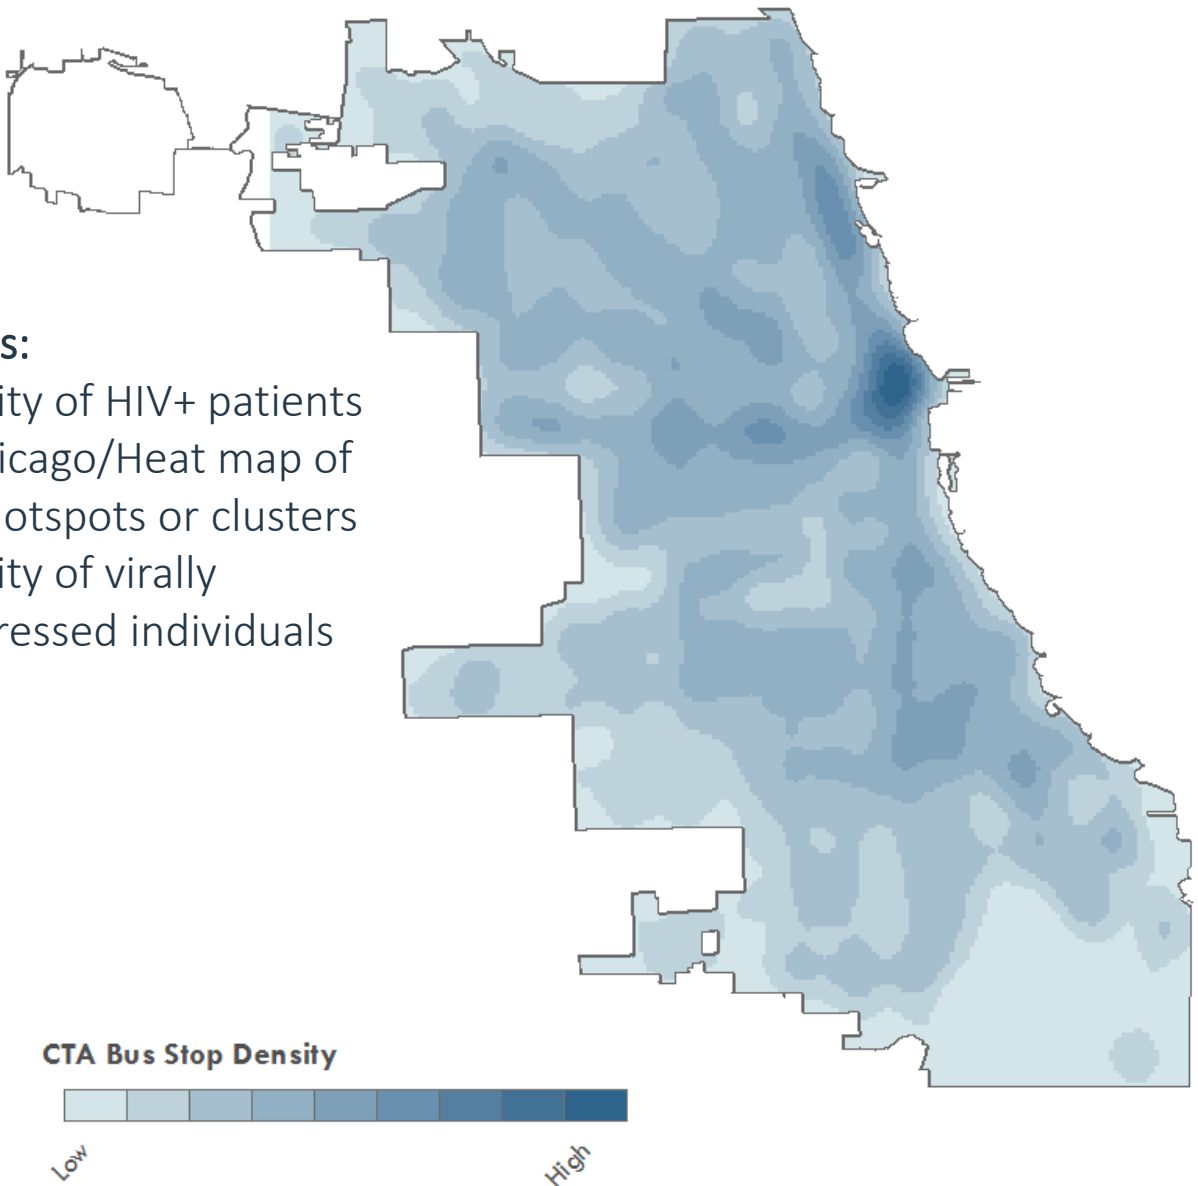 s:
ity of HIV+ patients
icago/Heat map of
otspots or clusters
ity of virally
ressed individuals
CTA Bus Stop Density
Low
High